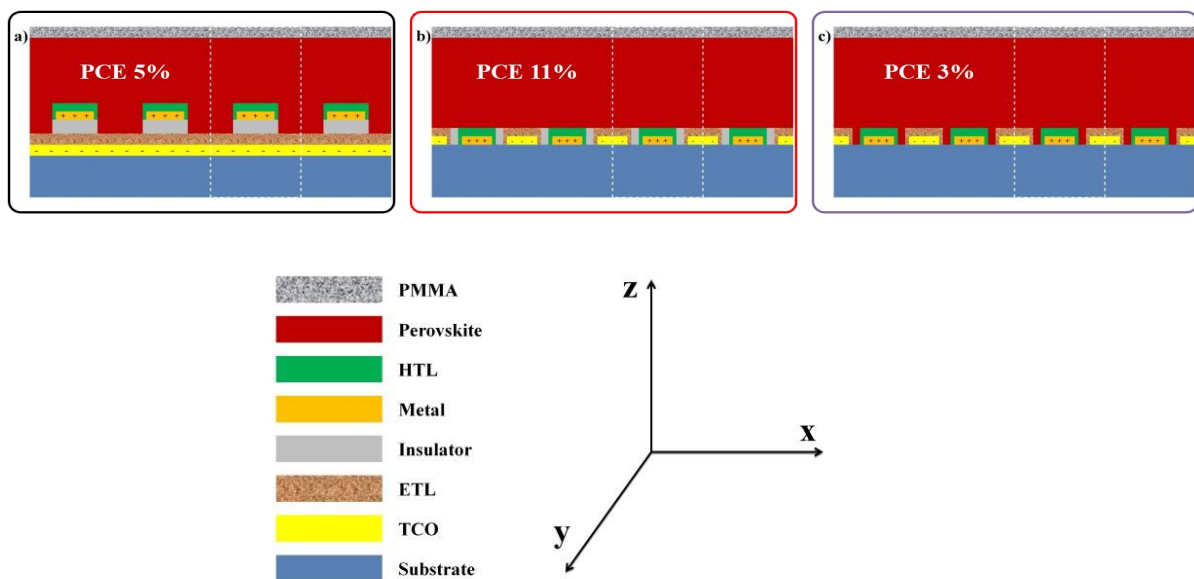 a)
PCE 5%
b)
PCE 11%
c)
PCE 3%
PMMA
Perovskite
HTL
Metal
Insulator
ETL
TCO
Substrate
z
x
y